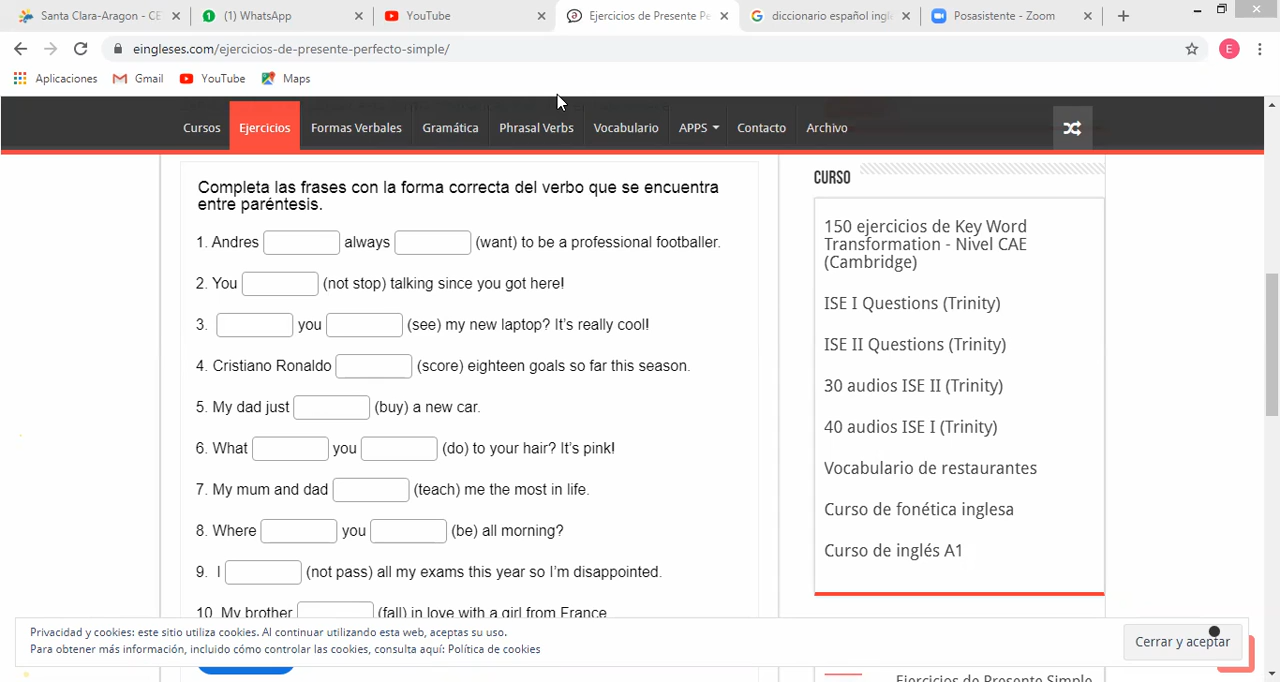 Santa Clara-Aragon - CE
(1) WhatsApp
YouTube
Ejercicios de Presente Pe
diccionario español inglé
Posasistente - Zoom
eingleses.com/ejercicios-de-presente-perfecto-simple/
E
Aplicaciones
Gmail
YouTube
Maps
Cursos
Ejercicios
Formas Verbales
Gramática
Phrasal Verbs
Vocabulario
APPS
Contacto
Archivo
Completa las frases con la forma correcta del verbo que se encuentra
entre paréntesis.
1. Andres always (want) to be a professional footballer.
2. You (not stop) talking since you got here!
3. you (see) my new laptop? It's really cool!
4. Cristiano Ronaldo (score) eighteen goals so far this season.
5. My dad just (buy) a new car.
6. What you (do) to your hair? It's pink!
7. My mum and dad (teach) me the most in life.
8. Where you (be) all morning?
9. I (not pass) all my exams this year so I'm disappointed.
10. My brother (fall) in love with a girl from France
CURSO
150 ejercicios de Key Word
Transformation - Nivel CAE
(Cambridge)
ISE I Questions (Trinity)
ISE II Questions (Trinity)
30 audios ISE II (Trinity)
40 audios ISE I (Trinity)
Vocabulario de restaurantes
Curso de fonética inglesa
Curso de inglés A1
Privacidad y cookies: este sitio utiliza cookies. Al continuar utilizando esta web, aceptas su uso.
Para obtener más información, incluido cómo controlar las cookies, consulta aquí: Política de cookies
Cerrar y aceptar
Ejercicios de Presente Simple